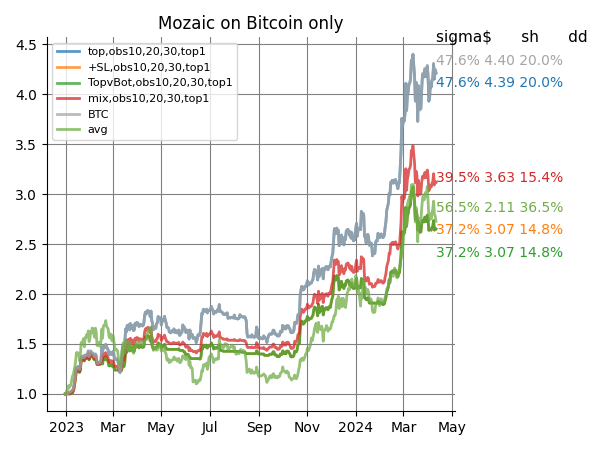 Mozaic on Bitcoin only
sigma$ sh dd
top,obs10,20,30,top1
+SL,obs10,20,30,top1
TopvBot,obs10,20,30,top1
mix,obs10,20,30,top1
BTC
avg
47.6% 4.40 20.0%
47.6% 4.39 20.0%
39.5% 3.63 15.4%
56.5% 2.11 36.5%
37.2% 3.07 14.8%
37.2% 3.07 14.8%
4.5
4.0
3.5
3.0
2.5
2.0
1.5
1.0
2023 Mar May Jul Sep Nov 2024 Mar May